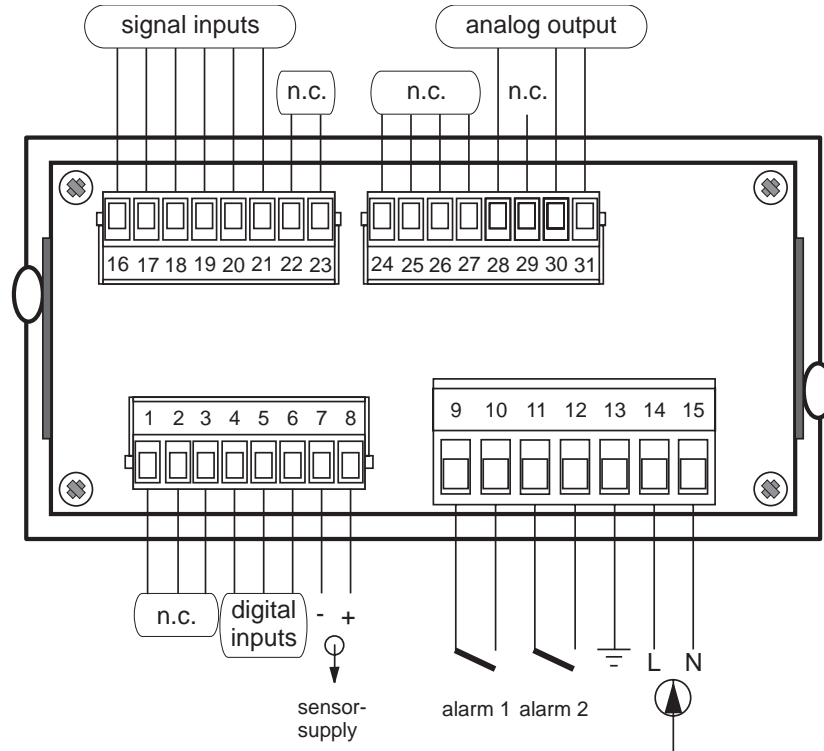 signal inputs
analog output
n.c.
n.c.
n.c.
16 17 18 19 20 21 22 23
24 25 26 27 28 29 30 31
1 2 3 4 5 6 7 8
9 10 11 12 13 14 15
n.c.
digital
inputs
- +
L N
sensor-
supply
alarm 1
alarm 2